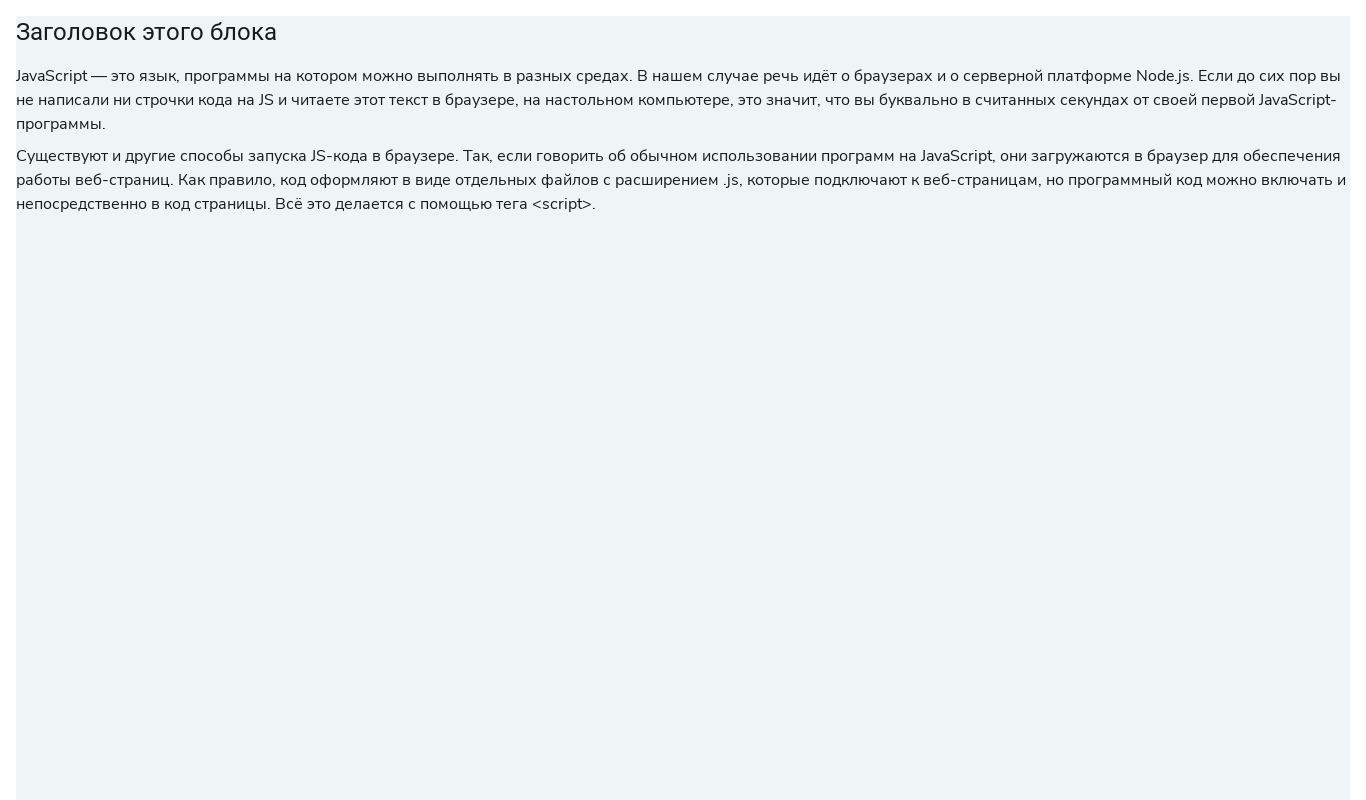 Заголовок этого блока
JavaScript — это язык, программы на котором можно выполнять в разных средах. В нашем случае речь идёт о браузерах и о серверной платформе Node.js. Если до сих пор вы
не написали ни строчки кода на JS и читаете этот текст в браузере, на настольном компьютере, это значит, что вы буквально в считанных секундах от своей первой JavaScript-
программы.
Существуют и другие способы запуска JS-кода в браузере. Так, если говорить об обычном использовании программ на JavaScript, они загружаются в браузер для обеспечения
работы веб-страниц. Как правило, код оформляют в виде отдельных файлов с расширением .js, которые подключают к веб-страницам, но программный код можно включать и
непосредственно в код страницы. Всё это делается с помощью тега <script>.